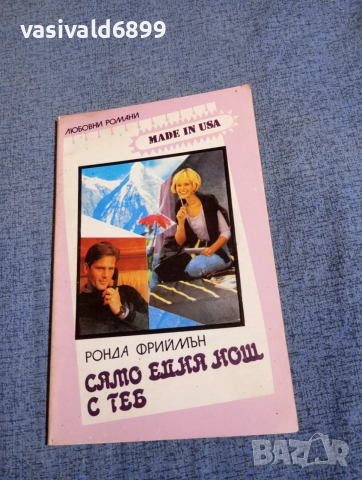 vasivald6899
ЛЮБОВНИ РОМАНИ
MADE IN USA
РОНДА ФРИЙМЪН
САМО ЕДНА НОЩ
С ТЕБ
BAZAR